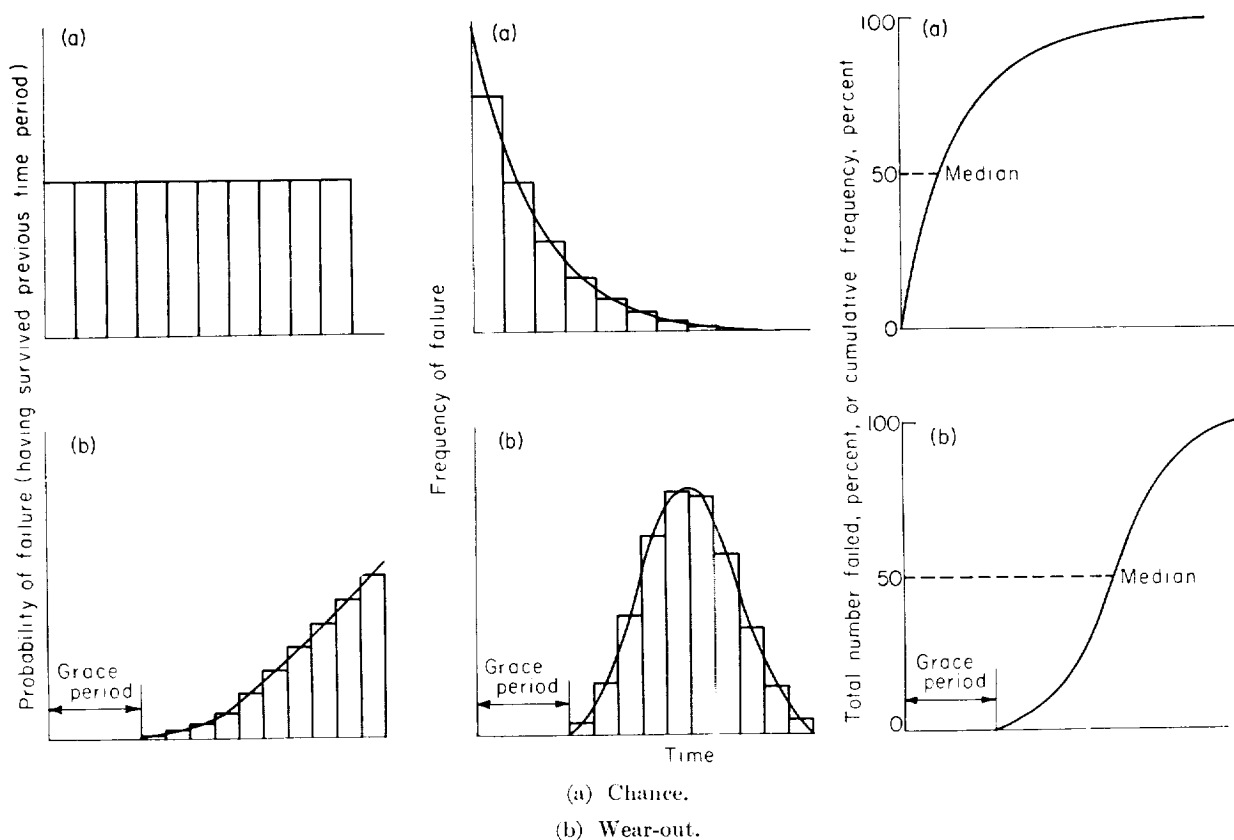 Probability of failure (having survived previous time period)
(a)
(b)
Grace
period
Frequency of failure
(a)
(b)
Grace
period
Time
Total number failed, percent, or cumulative frequency, percent
100
(a)
50
Median
0
100
(b)
50
Median
Grace
period
0
(a) Chance.
(b) Wear-out.